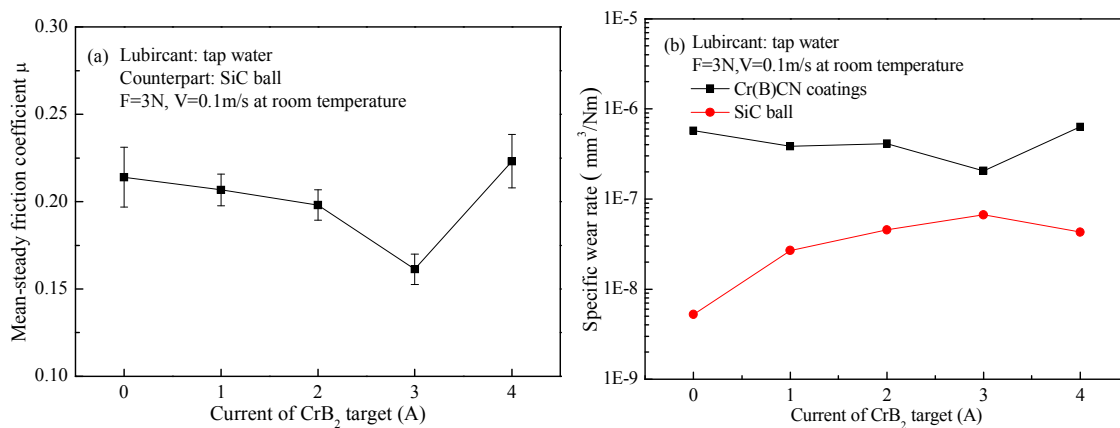 (a)
Lubircant: tap water
Counterpart: SiC ball
F=3N, V=0.1m/s at room temperature
Mean-steady friction coefficient μ
0.30
0.25
0.20
0.15
0.10
0 1 2 3 4
Current of CrB₂ target (A)
(b)
Lubircant: tap water
F=3N,V=0.1m/s at room temperature
Cr(B)CN coatings
SiC ball
Specific wear rate ( mm³/Nm)
1E-5
1E-6
1E-7
1E-8
1E-9
0 1 2 3 4
Current of CrB₂ target (A)